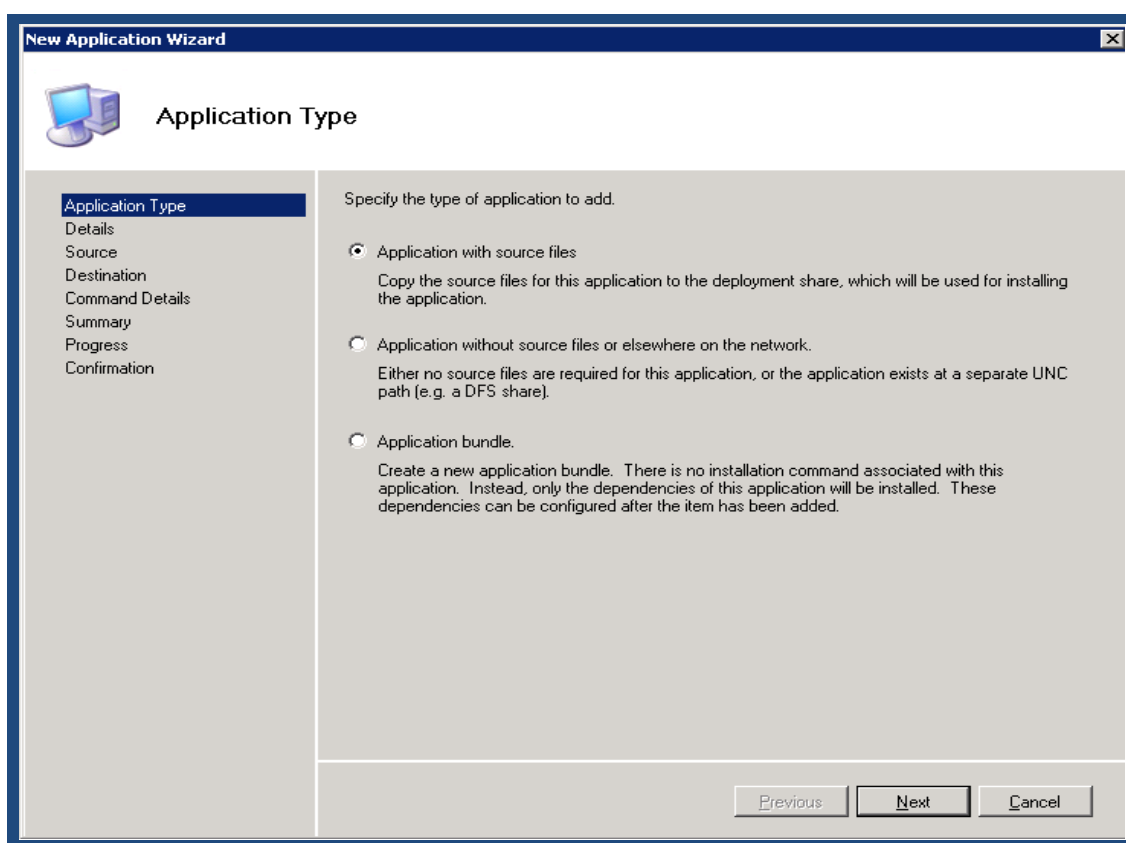 New Application Wizard
Application Type
Application Type
Details
Source
Destination
Command Details
Summary
Progress
Confirmation
Specify the type of application to add.
Application with source files
Copy the source files for this application to the deployment share, which will be used for installing
the application.
Application without source files or elsewhere on the network.
Either no source files are required for this application, or the application exists at a separate UNC
path (e.g. a DFS share).
Application bundle.
Create a new application bundle.  There is no installation command associated with this
application.  Instead, only the dependencies of this application will be installed.  These
dependencies can be configured after the item has been added.
Previous
Next
Cancel